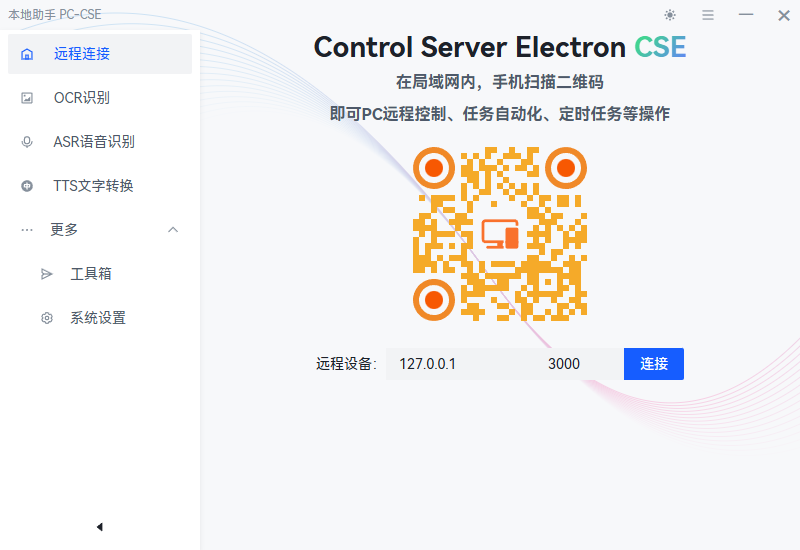 本地助手 PC-CSE
远程连接
OCR识别
ASR语音识别
TTS文字转换
更多
工具箱
系统设置
Control Server Electron CSE
在局域网内，手机扫描二维码
即可PC远程控制、任务自动化、定时任务等操作
远程设备: 127.0.0.1 3000 连接